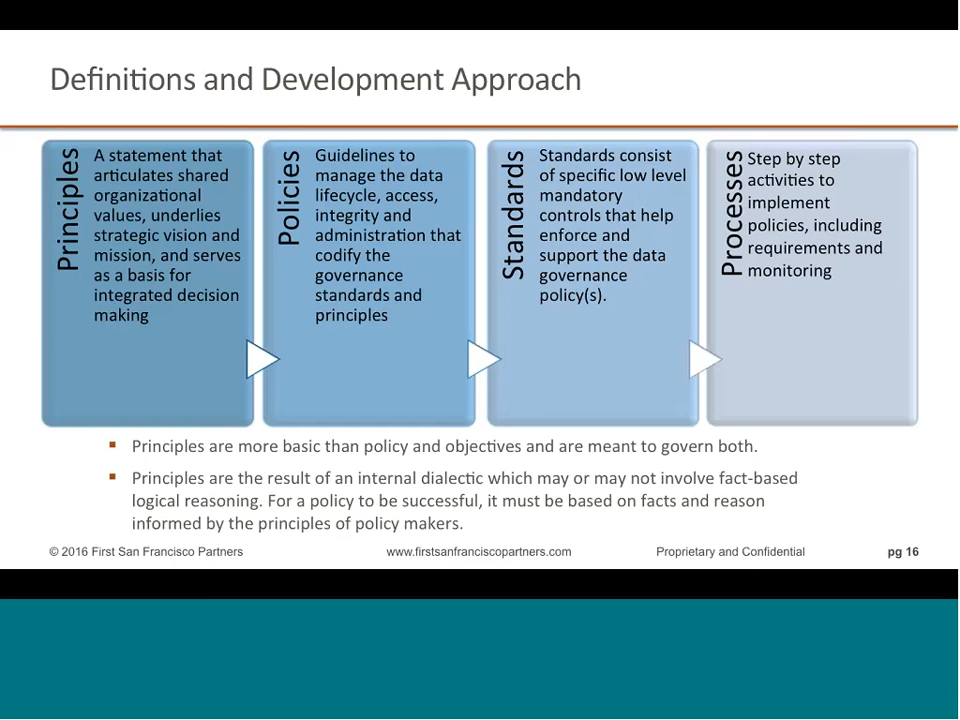 Definitions and Development Approach
Principles
A statement that
articulates shared
organizational
values, underlies
strategic vision and
mission, and serves
as a basis for
integrated decision
making
Policies
Guidelines to
manage the data
lifecycle, access,
integrity and
administration that
codify the
governance
standards and
principles
Standards
Standards consist
of specific low level
mandatory
controls that help
enforce and
support the data
governance
policy(s).
Processes
Step by step
activities to
implement
policies, including
requirements and
monitoring
▪ Principles are more basic than policy and objectives and are meant to govern both.
▪ Principles are the result of an internal dialectic which may or may not involve fact-based
logical reasoning. For a policy to be successful, it must be based on facts and reason
informed by the principles of policy makers.
© 2016 First San Francisco Partners www.firstsanfranciscopartners.com Proprietary and Confidential pg 16